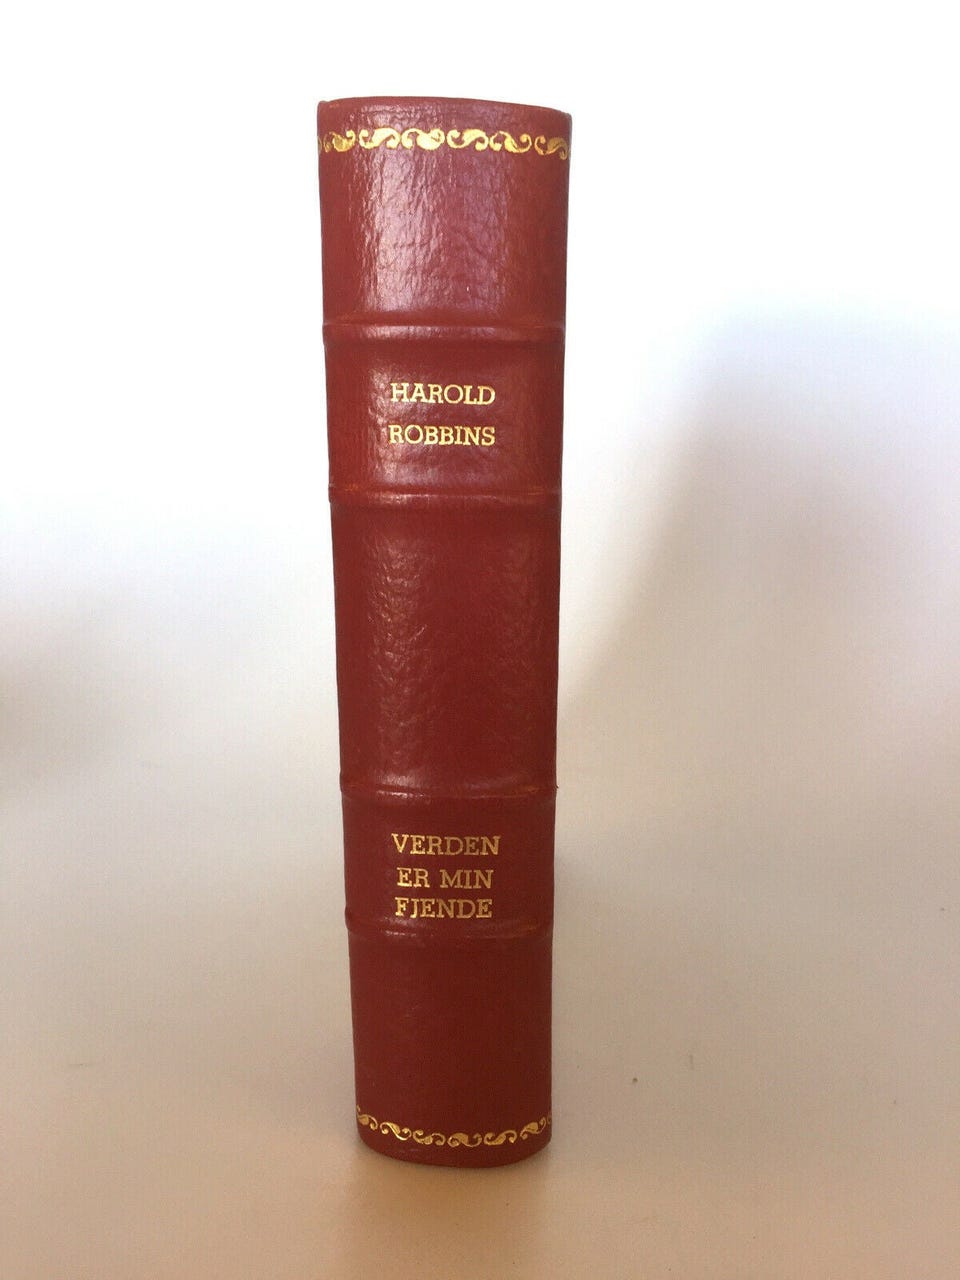 HAROLD
ROBBINS
VERDEN
ER MIN
FJENDE